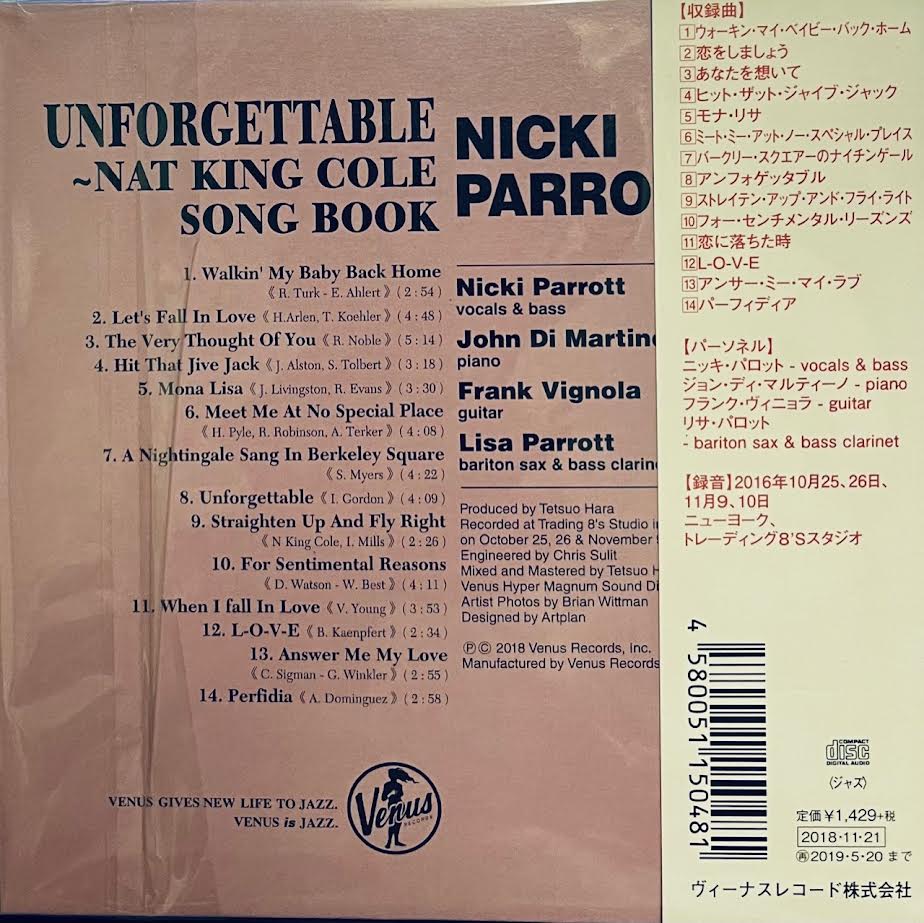 UNFORGETTABLE
~NAT KING COLE
SONG BOOK
1. Walkin' My Baby Back Home
《 R. Turk - E. Ahlert 》 ( 2 : 54 )
2. Let's Fall In Love 《 H.Arlen, T. Koehler 》 ( 4 : 48 )
3. The Very Thought Of You 《 R. Noble 》 ( 5 : 14 )
4. Hit That Jive Jack 《 J. Alston, S. Tolbert 》 ( 3 : 18 )
5. Mona Lisa 《 J. Livingston, R. Evans 》 ( 3 : 30 )
6. Meet Me At No Special Place
《 H. Pyle, R. Robinson, A. Terker 》 ( 4 : 08 )
7. A Nightingale Sang In Berkeley Square
《 S. Myers 》 ( 4 : 22 )
8. Unforgettable 《 I. Gordon 》 ( 4 : 09 )
9. Straighten Up And Fly Right
《 N King Cole, I. Mills 》 ( 2 : 26 )
10. For Sentimental Reasons
《 D. Watson - W. Best 》 ( 4 : 11 )
11. When I fall In Love 《 V. Young 》 ( 3 : 53 )
12. L-O-V-E 《 B. Kaenpfert 》 ( 2 : 34 )
13. Answer Me My Love
《 C. Sigman - G. Winkler 》 ( 2 : 55 )
14. Perfidia 《 A. Dominguez 》 ( 2 : 58 )
VENUS GIVES NEW LIFE TO JAZZ.
VENUS is JAZZ.
Venus
RECORDS
NICKI
PARRO
Nicki Parrott
vocals & bass
John Di Martin
piano
Frank Vignola
guitar
Lisa Parrott
bariton sax & bass clarin
Produced by Tetsuo Hara
Recorded at Trading 8's Studio i
on October 25, 26 & November
Engineered by Chris Sulit
Mixed and Mastered by Tetsuo H
Venus Hyper Magnum Sound Di
Artist Photos by Brian Wittman
Designed by Artplan
ⓅⒸ 2018 Venus Records, Inc.
Manufactured by Venus Records
【収録曲】
1ウォーキン・マイ・ベイビー・バック・ホーム
2恋をしましょう
3あなたを想いて
4ヒット・ザット・ジャイブ・ジャック
5モナ・リサ
6ミート・ミー・アット・ノー・スペシャル・プレイス
7バークリー・スクエアーのナイチンゲール
8アンフォゲッタブル
9ストレイテン・アップ・アンド・フライ・ライト
10フォー・センチメンタル・リーズンズ
11恋に落ちた時
12L-O-V-E
13アンサー・ミー・マイ・ラブ
14パーフィディア
【パーソネル】
ニッキ・パロット - vocals & bass
ジョン・ディ・マルティーノ - piano
フランク・ヴィニョラ - guitar
リサ・パロット
- bariton sax & bass clarinet
【録音】2016年10月25、26日、
11月9、10日
ニューヨーク、
トレーディング8'Sスタジオ
4 580051 150481
COMPACT
disc
DIGITAL AUDIO
〈ジャズ〉
定価￥1,429+税
2018・11・21
㋞2019・5・20 まで
ヴィーナスレコード株式会社